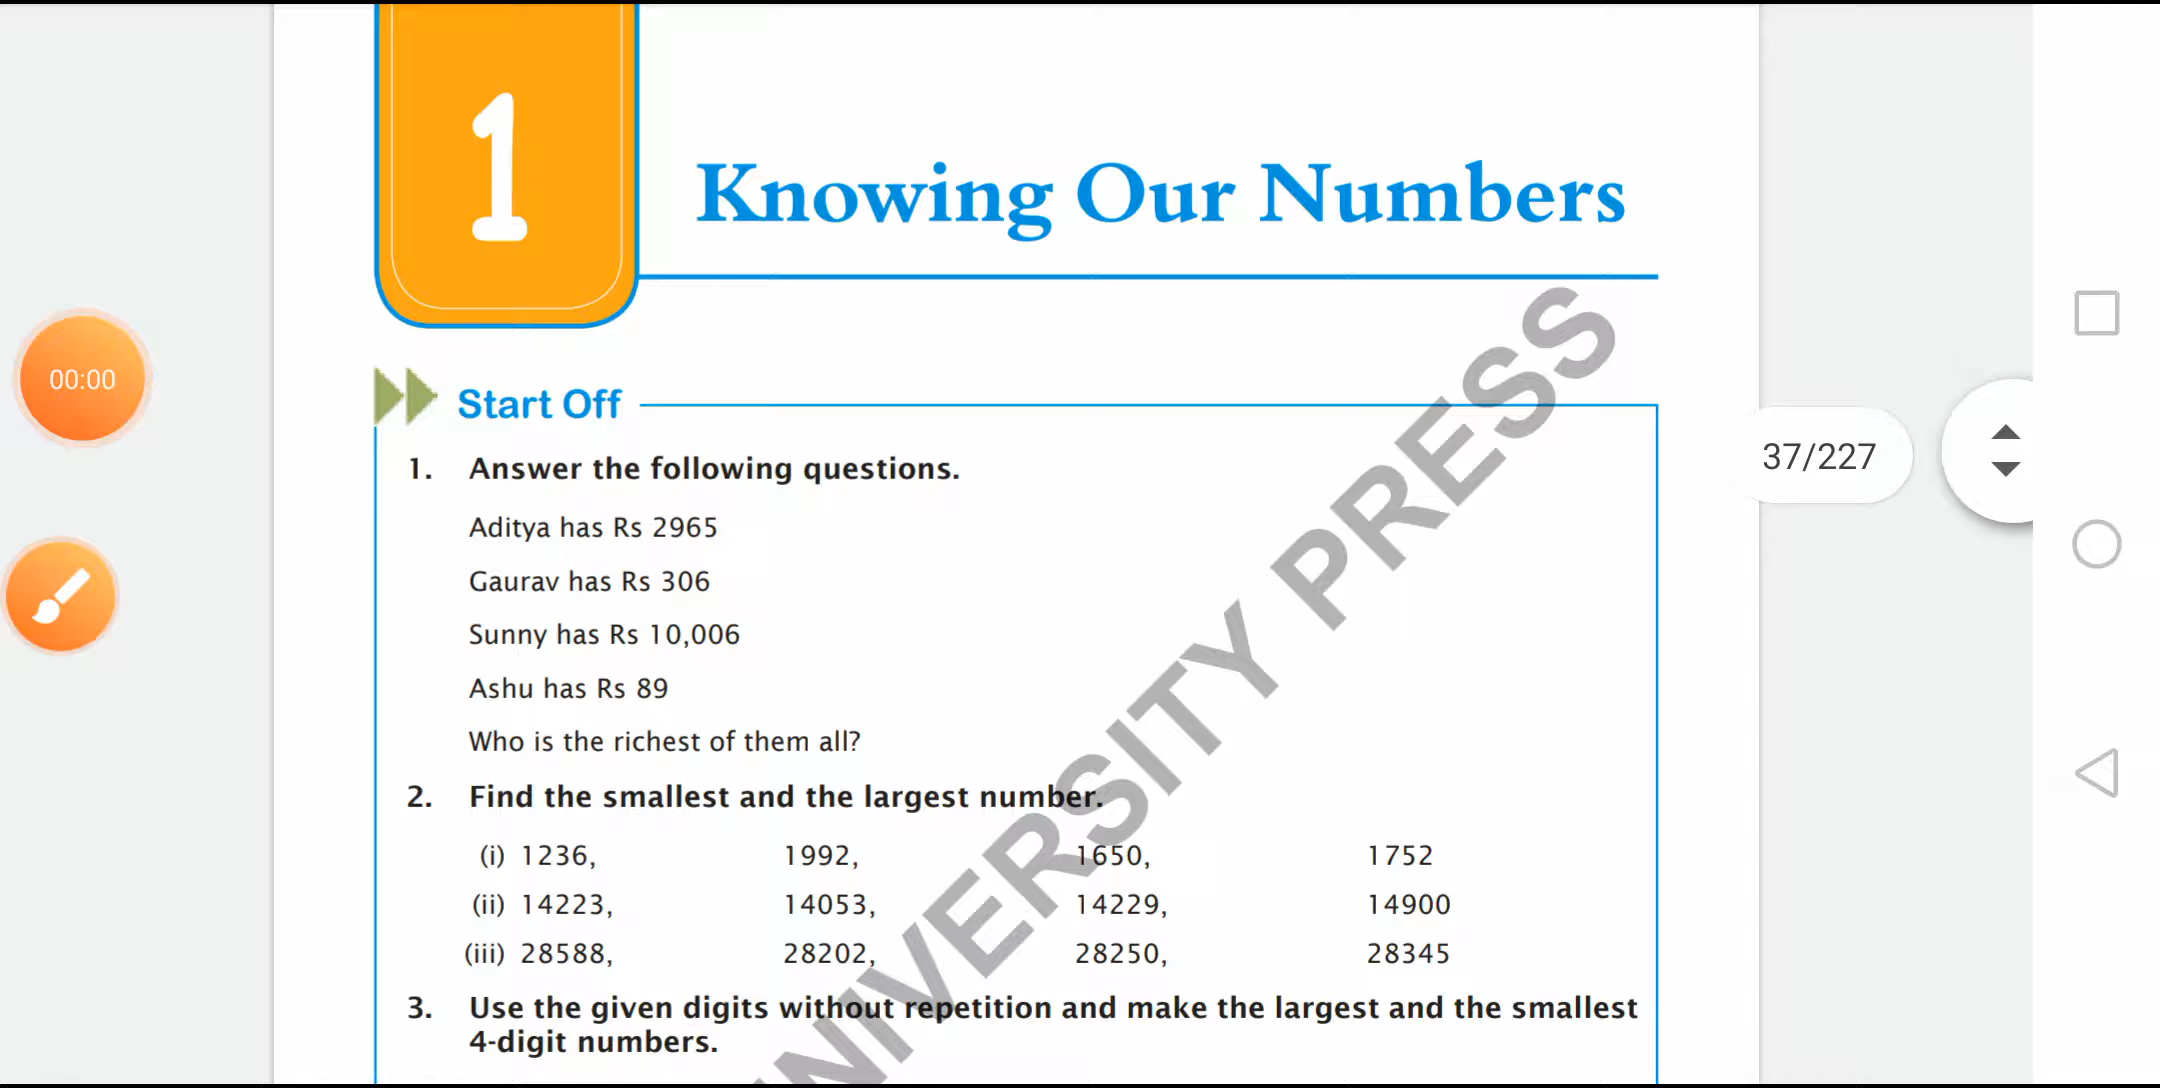 1
Knowing Our Numbers
00:00
Start Off
37/227
1. Answer the following questions.
Aditya has Rs 2965
Gaurav has Rs 306
Sunny has Rs 10,006
Ashu has Rs 89
Who is the richest of them all?
2. Find the smallest and the largest number.
(i) 1236, 1992, 1650, 1752
(ii) 14223, 14053, 14229, 14900
(iii) 28588, 28202, 28250, 28345
3. Use the given digits without repetition and make the largest and the smallest
4-digit numbers.
NIVERSITY PRESS